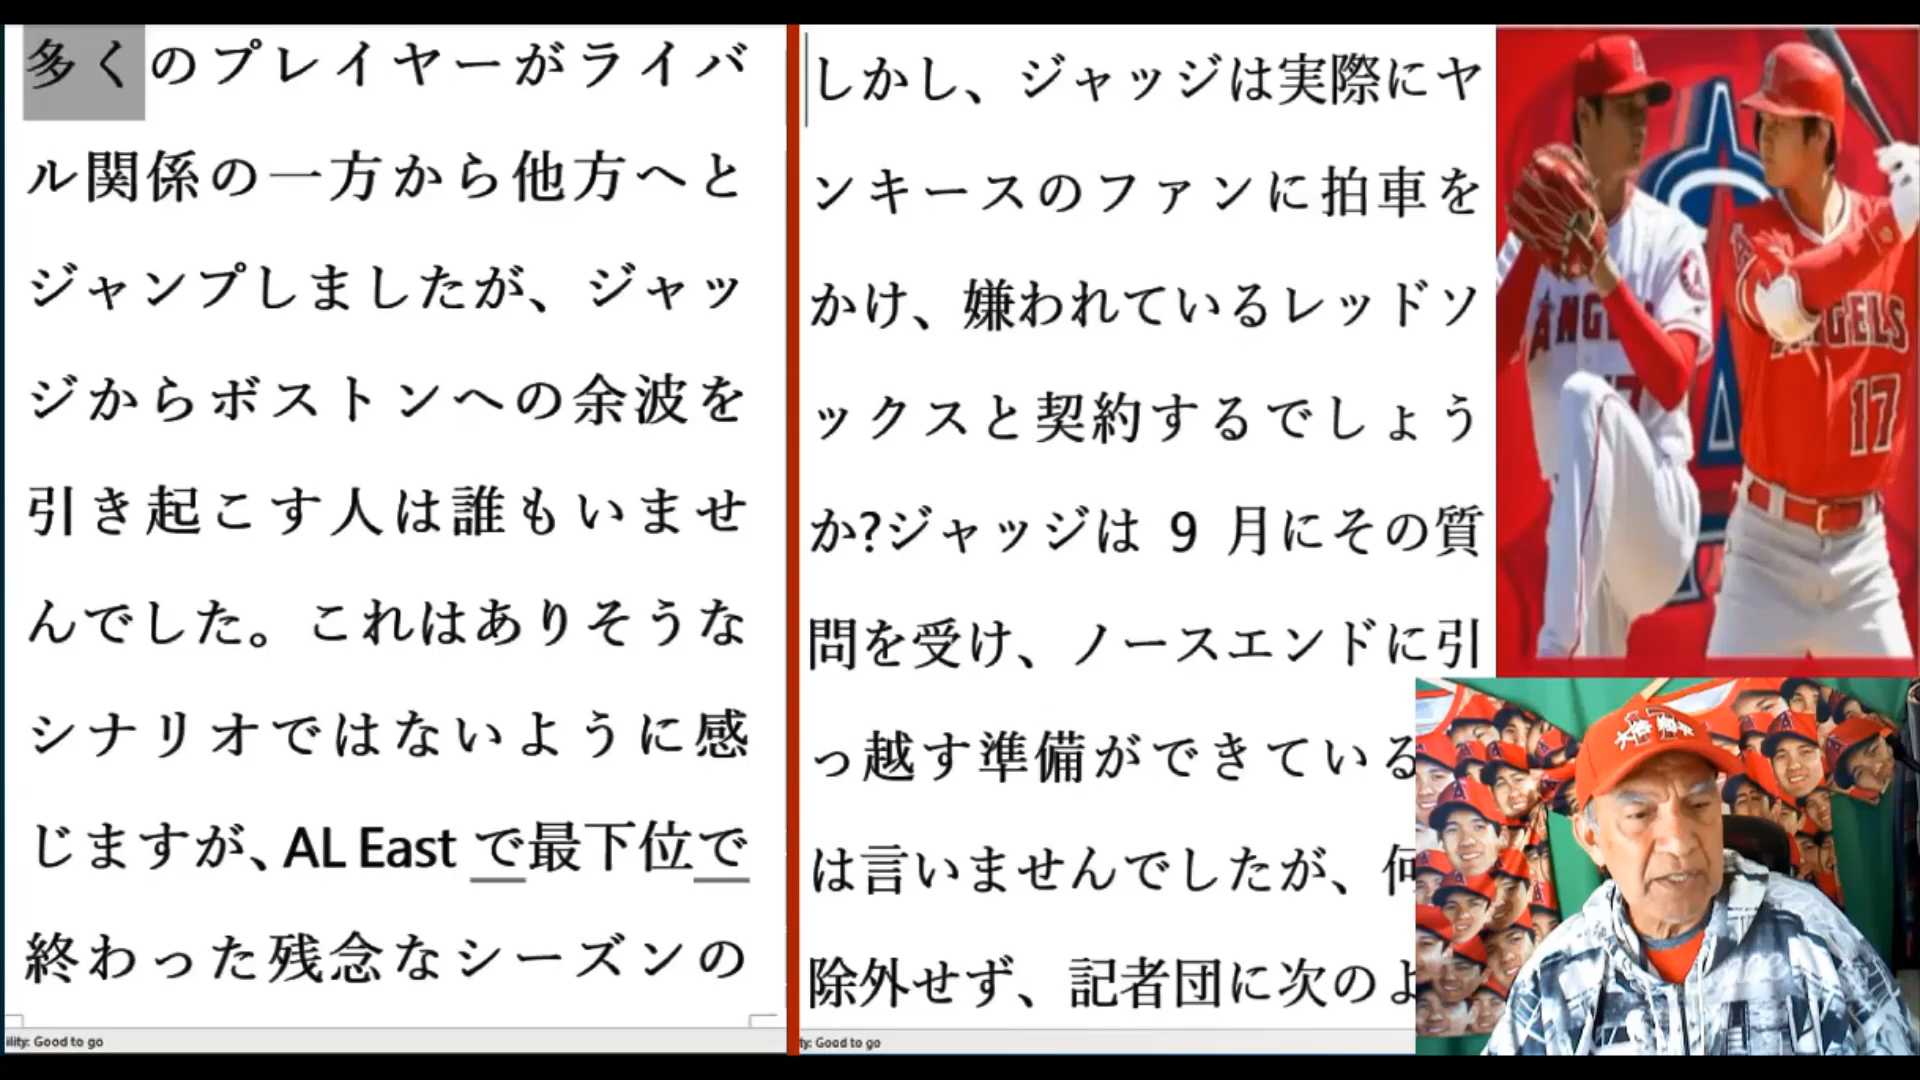 多くのプレイヤーがライバ
ル関係の一方から他方へと
ジャンプしましたが、ジャッ
ジからボストンへの余波を
引き起こす人は誰もいませ
んでした。これはありそうな
シナリオではないように感
じますが、AL East で最下位で
終わった残念なシーズンの
ility: Good to go
しかし、ジャッジは実際にヤ
ンキースのファンに拍車を
かけ、嫌われているレッドソ
ックスと契約するでしょう
か?ジャッジは 9 月にその質
問を受け、ノースエンドに引
っ越す準備ができている
は言いませんでしたが、何
除外せず、記者団に次のよ
ty: Good to go
ANGELS
17
大谷翔平